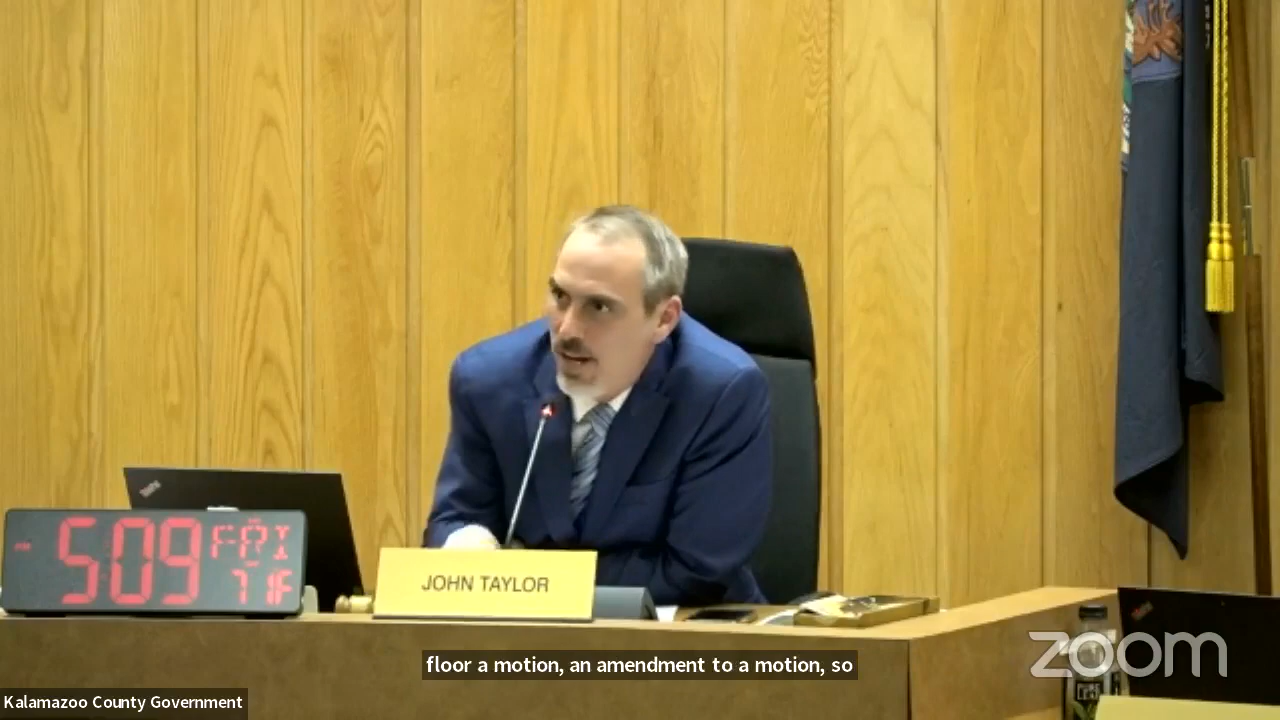 509 FRI
71F
JOHN TAYLOR
floor a motion, an amendment to a motion, so
zoom
Kalamazoo County Government